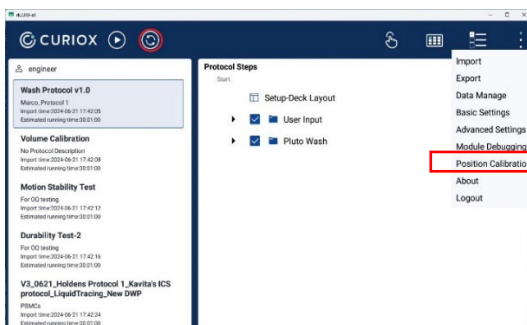 CURIOX
engineer
Wash Protocol v1.0
Marco_Protocol 1
Import time:2024-06-21 17:42:05
Estimated running time:00:01:00
Volume Calibration
No Protocol Description
Import time:2024-06-21 17:42:08
Estimated running time:00:01:00
Motion Stability Test
For OQ testing
Import time:2024-06-21 17:42:12
Estimated running time:00:01:00
Durability Test-2
For OQ testing
Import time:2024-06-21 17:42:16
Estimated running time:00:01:00
V3_0621_Holdens Protocol 1_Kavita's ICS
protocol_LiquidTracing_New DWP
PBMCs
Import time:2024-06-21 17:42:24
Estimated running time:00:01:00
Protocol Steps
Start
Setup-Deck Layout
User Input
Pluto Wash
Import
Export
Data Manage
Basic Settings
Advanced Settings
Module Debugging
Position Calibratio
About
Logout